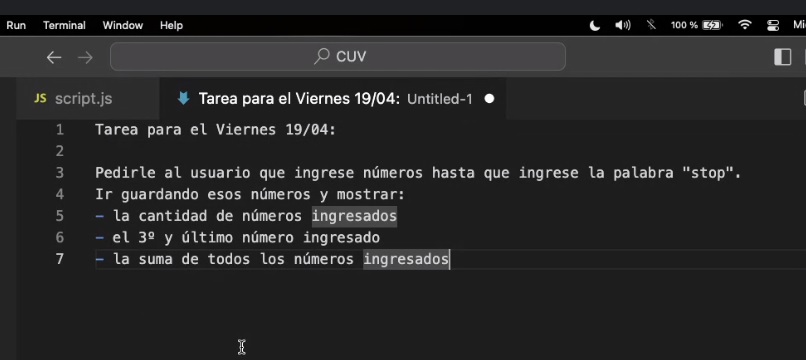 Run Terminal Window Help 100 %
CUV
JS script.js Tarea para el Viernes 19/04: Untitled-1
1 Tarea para el Viernes 19/04:
2
3 Pedirle al usuario que ingrese números hasta que ingrese la palabra "stop".
4 Ir guardando esos números y mostrar:
5 - la cantidad de números ingresados
6 - el 3º y último número ingresado
7 - la suma de todos los números ingresados